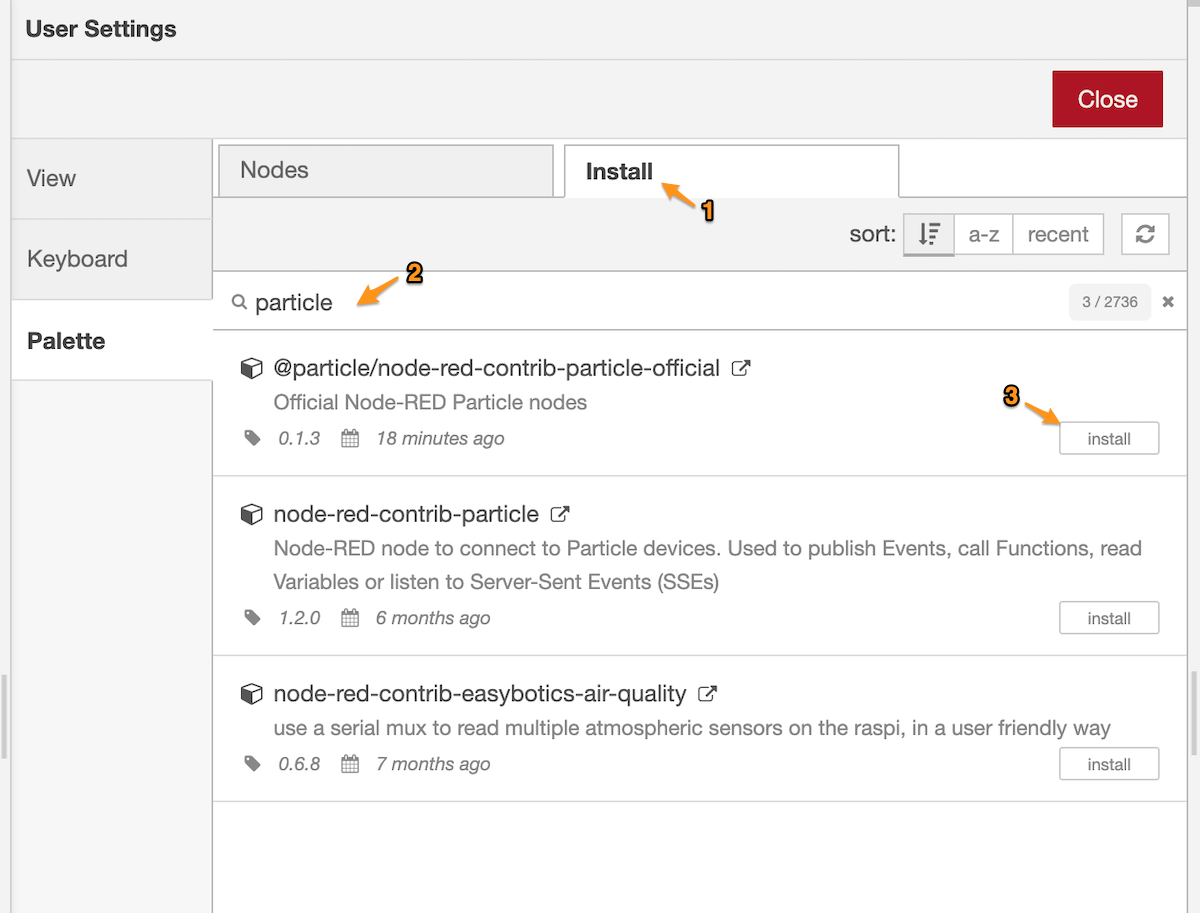 User Settings
Close
View
Keyboard
Palette
Nodes
Install
1
sort: a-z recent
2
particle
3 / 2736
@particle/node-red-contrib-particle-official
Official Node-RED Particle nodes
0.1.3 18 minutes ago
3
install
node-red-contrib-particle
Node-RED node to connect to Particle devices. Used to publish Events, call Functions, read
Variables or listen to Server-Sent Events (SSEs)
1.2.0 6 months ago
install
node-red-contrib-easybotics-air-quality
use a serial mux to read multiple atmospheric sensors on the raspi, in a user friendly way
0.6.8 7 months ago
install